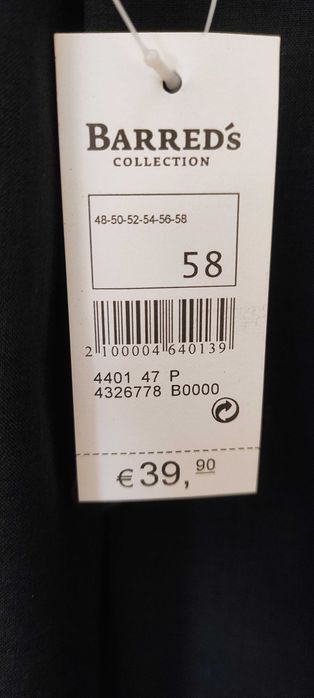 BARRED´s
COLLECTION
48-50-52-54-56-58
58
2 100004 640139
4401 47 P
4326778 B0000
€39,90